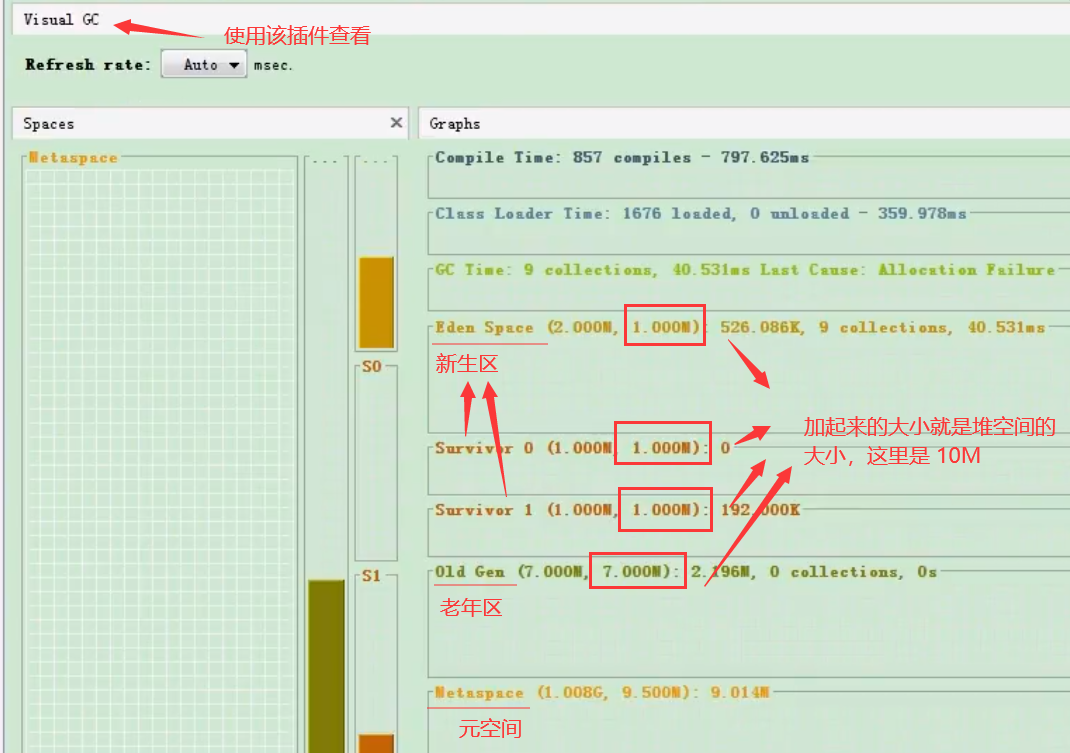 Visual GC
使用该插件查看
Refresh rate: Auto msec.
Spaces
Graphs
Metaspace
...
...
Compile Time: 857 compiles - 797.625ms
Class Loader Time: 1676 loaded, 0 unloaded - 359.978ms
GC Time: 9 collections, 40.531ms Last Cause: Allocation Failure
Eden Space (2.000M, 1.000M): 526.086K, 9 collections, 40.531ms
新生区
S0
加起来的大小就是堆空间的
大小，这里是 10M
Survivor 0 (1.000M, 1.000M): 0
Survivor 1 (1.000M, 1.000M): 192.000K
S1
Old Gen (7.000M, 7.000M): 2.196M, 0 collections, 0s
老年区
Metaspace (1.008G, 9.500M): 9.014M
元空间